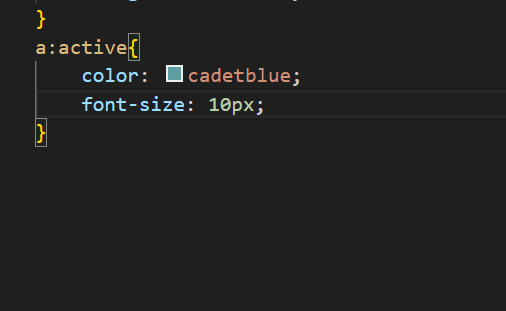 }
a:active{
    color: cadetblue;
    font-size: 10px;
}